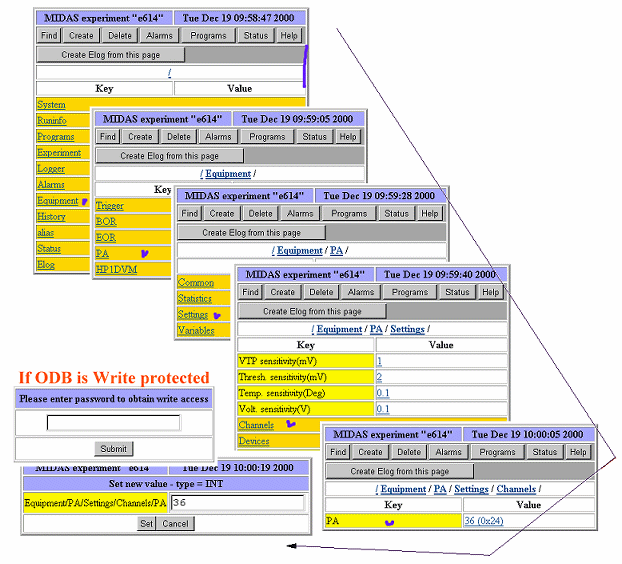 MIDAS experiment "e614" Tue Dec 19 09:58:47 2000
Find Create Delete Alarms Programs Status Help
Create Elog from this page
/
Key Value
System
Runinfo
Programs
Experiment
Logger
Alarms
Equipment
History
alias
Status
Elog
MIDAS experiment "e614" Tue Dec 19 09:59:05 2000
Find Create Delete Alarms Programs Status Help
Create Elog from this page
/ Equipment /
Key
Trigger
BOR
EOR
PA
HP1DVM
MIDAS experiment "e614" Tue Dec 19 09:59:28 2000
Find Create Delete Alarms Programs Status Help
Create Elog from this page
/ Equipment / PA /
Common
Statistics
Settings
Variables
MIDAS experiment "e614" Tue Dec 19 09:59:40 2000
Find Create Delete Alarms Programs Status Help
Create Elog from this page
/ Equipment / PA / Settings /
Key Value
VTP sensitivity(mV) 1
Thresh. sensitivity(mV) 2
Temp. sensitivity(Deg) 0.1
Volt. sensitivity(V) 0.1
Channels
Devices
If ODB is Write protected
Please enter password to obtain write access
Submit
MIDAS experiment "e614" Tue Dec 19 10:00:05 2000
Find Create Delete Alarms Programs Status Help
Create Elog from this page
/ Equipment / PA / Settings / Channels /
Key Value
PA 36 (0x24)
MIDAS experiment "e614" Tue Dec 19 10:00:19 2000
Set new value - type = INT
Equipment/PA/Settings/Channels/PA 36
Set Cancel